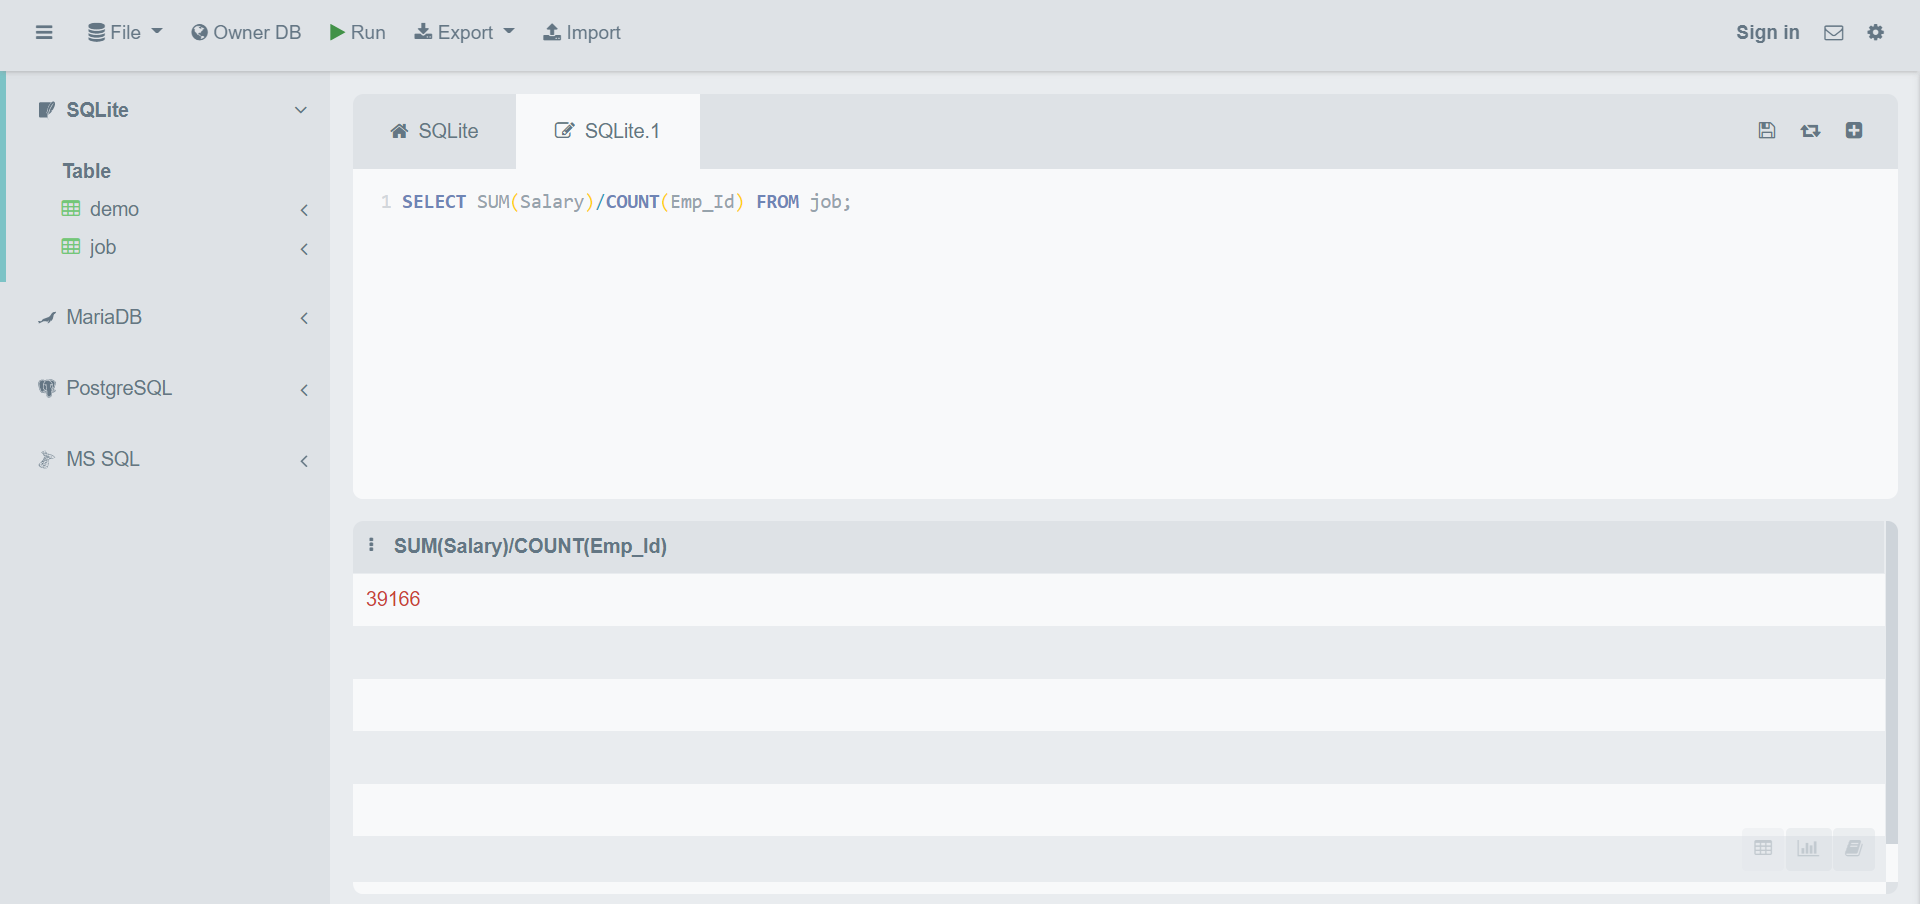 File Owner DB Run Export Import Sign in
SQLite
Table
demo
job
MariaDB
PostgreSQL
MS SQL
SQLite SQLite.1
1 SELECT SUM(Salary)/COUNT(Emp_Id) FROM job;
SUM(Salary)/COUNT(Emp_Id)
39166